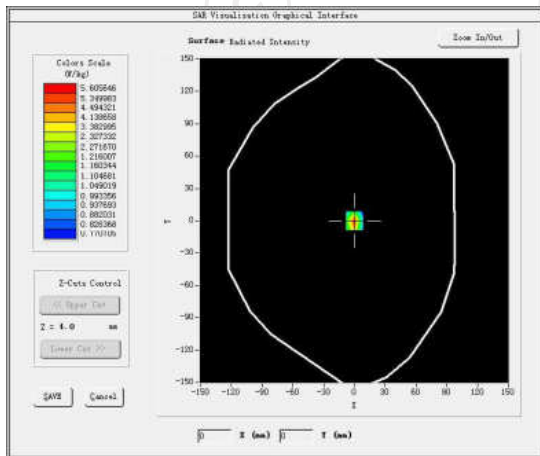 SAR Visualisation Graphical Interface
Surface Radiated Intensity
Zoom In/Out
Colors Scale
(W/kg)
5.605646
5.349983
4.494321
4.138658
3.382995
2.327332
2.271670
1.216007
1.160344
1.104681
1.049019
0.993356
0.937693
0.882031
0.826368
0.770705
150
120
90
60
30
0
-30
-60
-90
-120
-150
Y
-150 -120 -90 -60 -30 0 30 60 90 120 150
X
Z-Cuts Control
<< Upper Cut
Z = 4.0 mm
Lower Cut >>
SAVE Cancel
0 X (mm) 0 Y (mm)